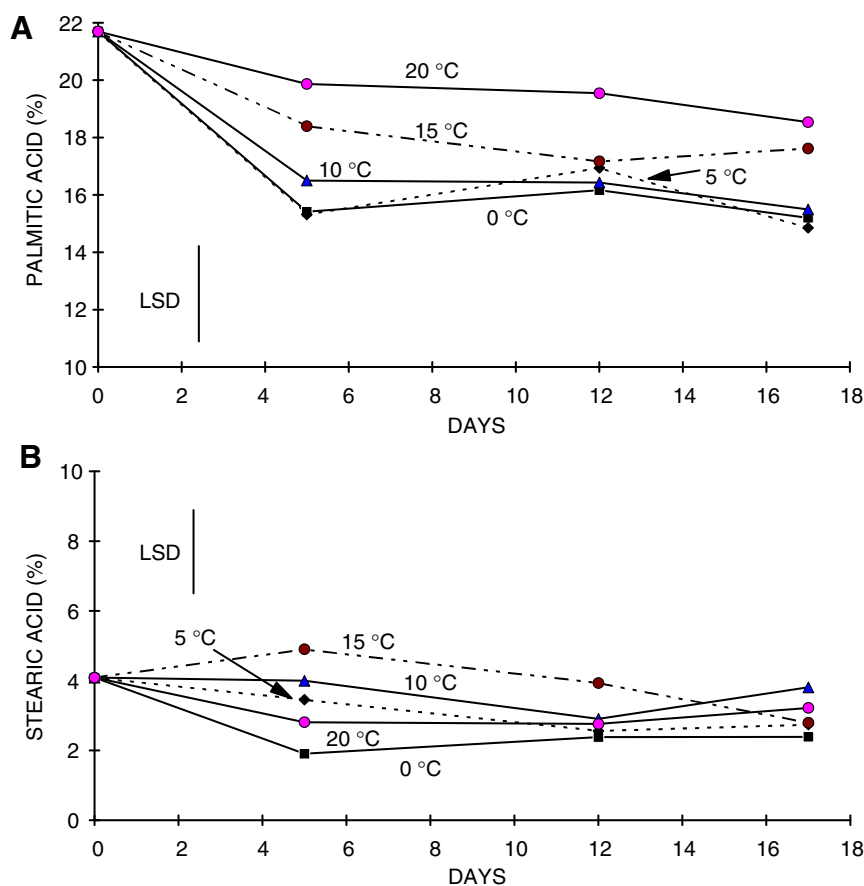 A
PALMITIC ACID (%)
22
20
18
16
14
12
10
20 °C
15 °C
10 °C
5 °C
0 °C
LSD
0 2 4 6 8 10 12 14 16 18
DAYS
B
STEARIC ACID (%)
10
8
6
4
2
0
LSD
5 °C
15 °C
10 °C
20 °C
0 °C
0 2 4 6 8 10 12 14 16 18
DAYS